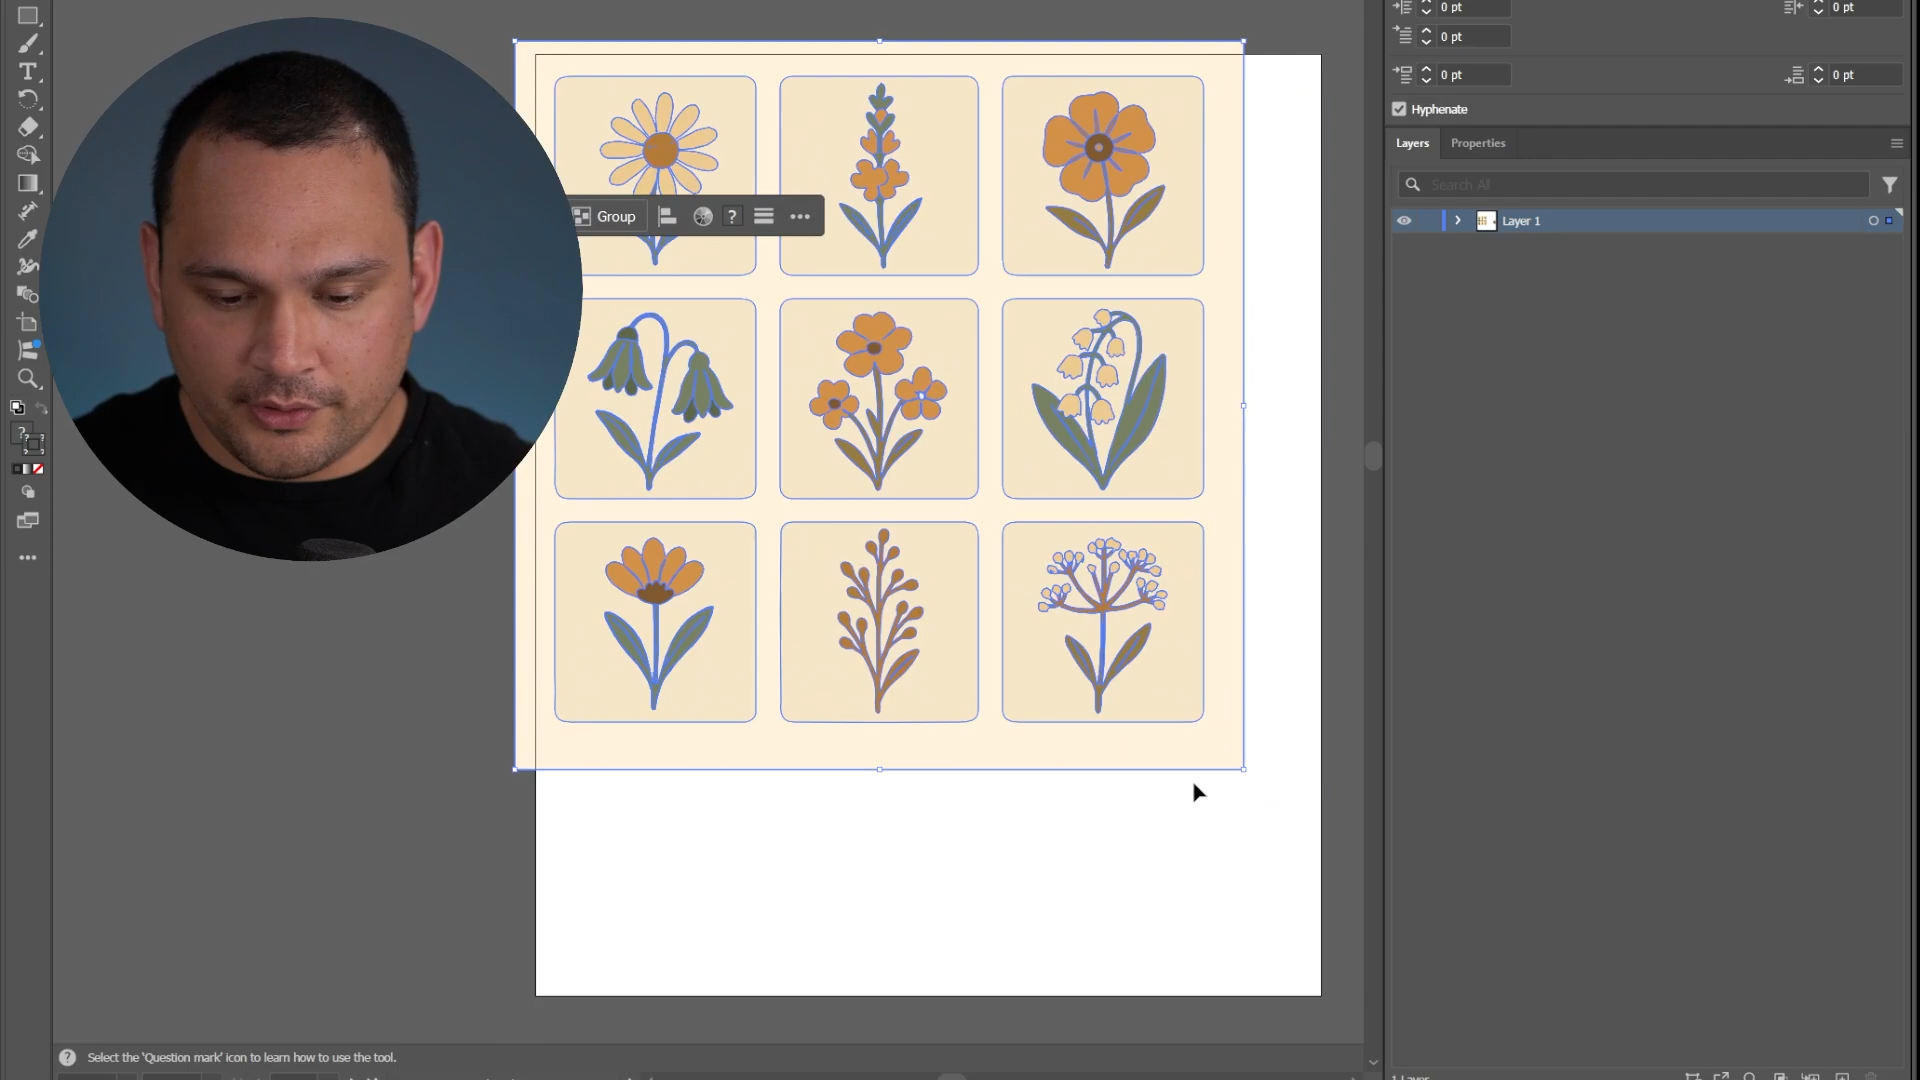 0 pt
0 pt
0 pt
0 pt
0 pt
Hyphenate
Layers
Properties
Search All
Group
Layer 1
Select the 'Question mark' icon to learn how to use the tool.